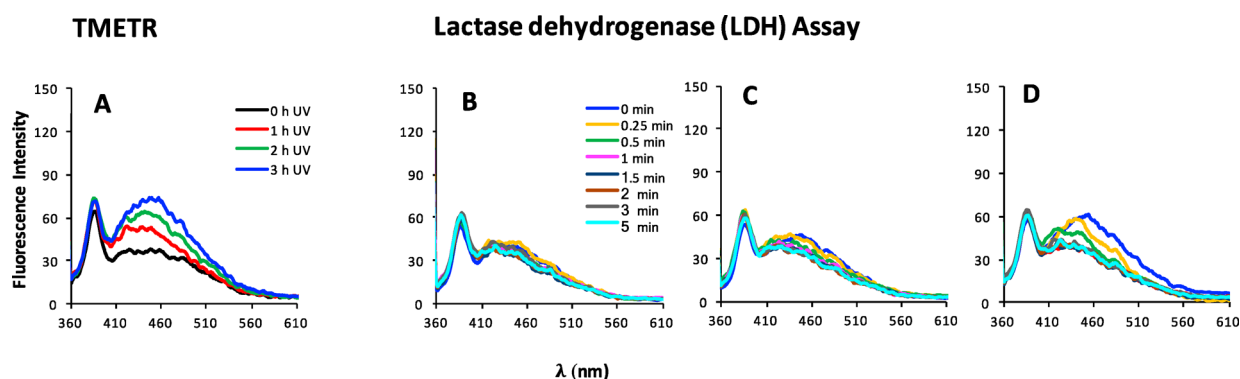 TMETR
Lactase dehydrogenase (LDH) Assay
A
B
C
D
Fluorescence Intensity
150
120
90
60
30
0
360 410 460 510 560 610
0 h UV
1 h UV
2 h UV
3 h UV
150
120
90
60
30
0
360 410 460 510 560 610
0 min
0.25 min
0.5 min
1 min
1.5 min
2 min
3 min
5 min
150
120
90
60
30
0
360 410 460 510 560 610
150
120
90
60
30
0
360 410 460 510 560 610
λ (nm)